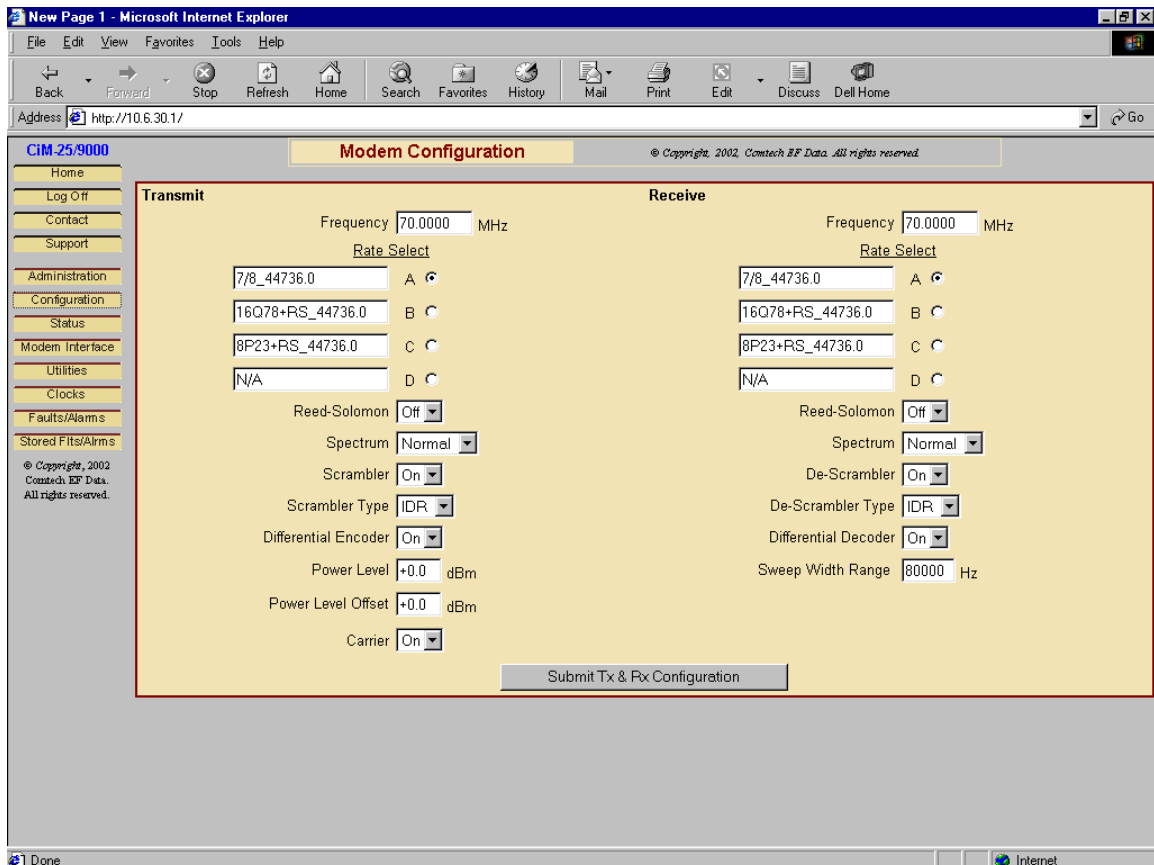 New Page 1 - Microsoft Internet Explorer
File Edit View Favorites Tools Help
Back Forward Stop Refresh Home Search Favorites History Mail Print Edit Discuss Dell Home
Address http://10.6.30.1/ Go
CiM-25/9000
Modem Configuration
© Copyright, 2002, Comtech EF Data. All rights reserved.
Home
Log Off
Contact
Support
Administration
Configuration
Status
Modem Interface
Utilities
Clocks
Faults/Alarms
Stored Flts/Alrms
© Copyright, 2002
Comtech EF Data.
All rights reserved.
Transmit
Frequency 70.0000 MHz
Rate Select
7/8_44736.0 A
16Q78+RS_44736.0 B
8P23+RS_44736.0 C
N/A D
Reed-Solomon Off
Spectrum Normal
Scrambler On
Scrambler Type IDR
Differential Encoder On
Power Level +0.0 dBm
Power Level Offset +0.0 dBm
Carrier On
Receive
Frequency 70.0000 MHz
Rate Select
7/8_44736.0 A
16Q78+RS_44736.0 B
8P23+RS_44736.0 C
N/A D
Reed-Solomon Off
Spectrum Normal
De-Scrambler On
De-Scrambler Type IDR
Differential Decoder On
Sweep Width Range 80000 Hz
Submit Tx & Rx Configuration
Done Internet